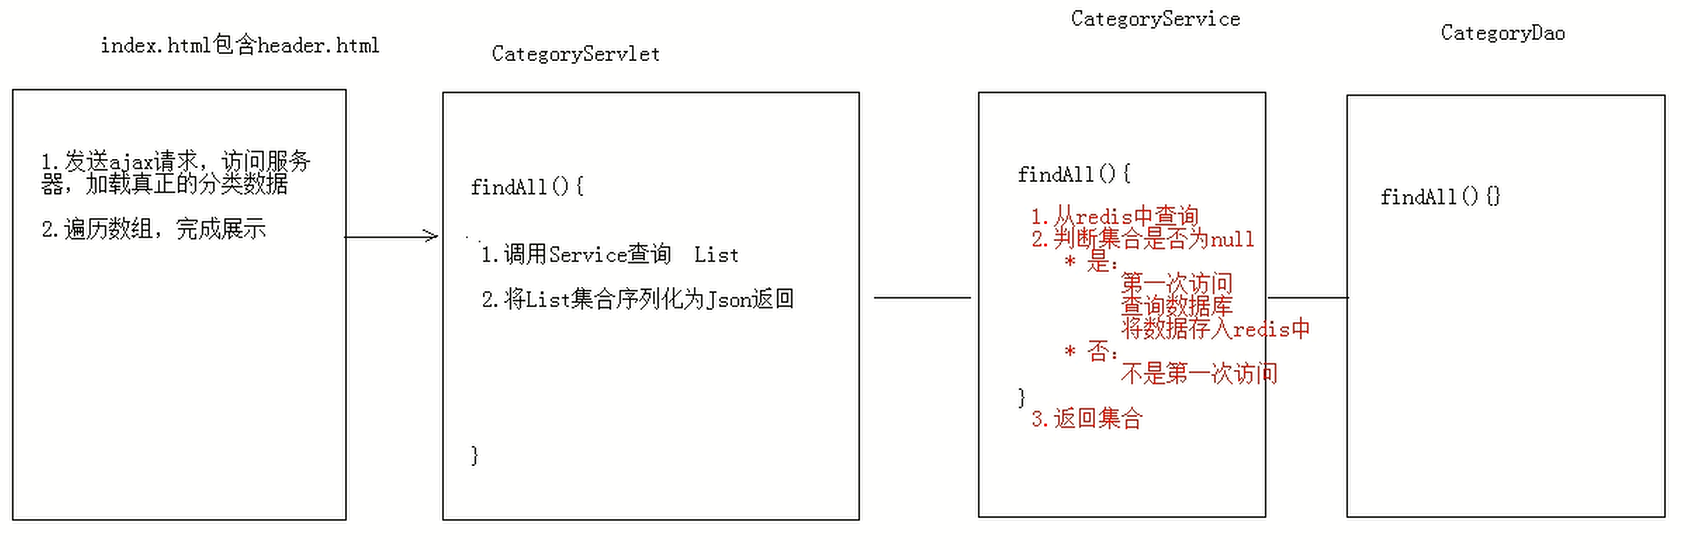 index.html包含header.html
1.发送ajax请求，访问服务
器，加载真正的分类数据
2.遍历数组，完成展示
CategoryServlet
findAll(){
1.调用Service查询  List
2.将List集合序列化为Json返回
}
CategoryService
findAll(){
1.从redis中查询
2.判断集合是否为null
* 是：
第一次访问
查询数据库
将数据存入redis中
* 否：
不是第一次访问
}
3.返回集合
CategoryDao
findAll(){}